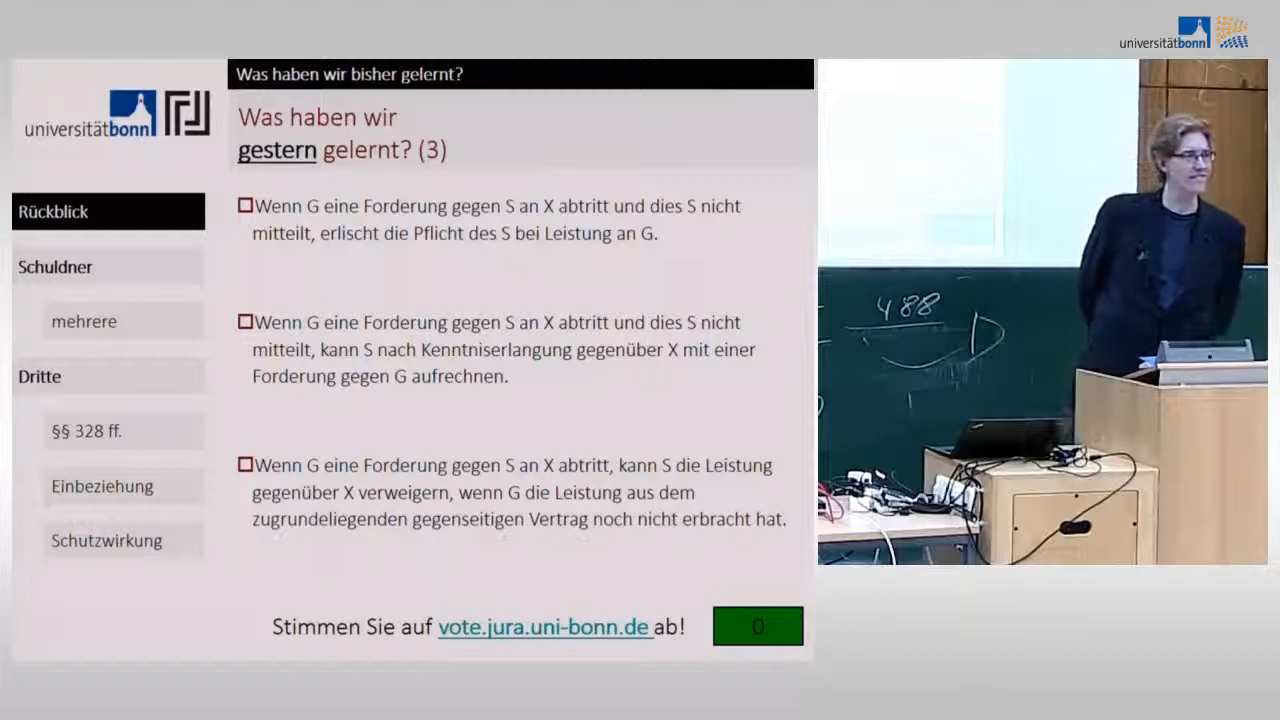 universitätbonn
Was haben wir bisher gelernt?
universitätbonn
Was haben wir
gestern gelernt? (3)
Rückblick
Schuldner
mehrere
Dritte
§§ 328 ff.
Einbeziehung
Schutzwirkung
Wenn G eine Forderung gegen S an X abtritt und dies S nicht
mitteilt, erlischt die Pflicht des S bei Leistung an G.
Wenn G eine Forderung gegen S an X abtritt und dies S nicht
mitteilt, kann S nach Kenntniserlangung gegenüber X mit einer
Forderung gegen G aufrechnen.
Wenn G eine Forderung gegen S an X abtritt, kann S die Leistung
gegenüber X verweigern, wenn G die Leistung aus dem
zugrundeliegenden gegenseitigen Vertrag noch nicht erbracht hat.
Stimmen Sie auf vote.jura.uni-bonn.de ab!
0
488